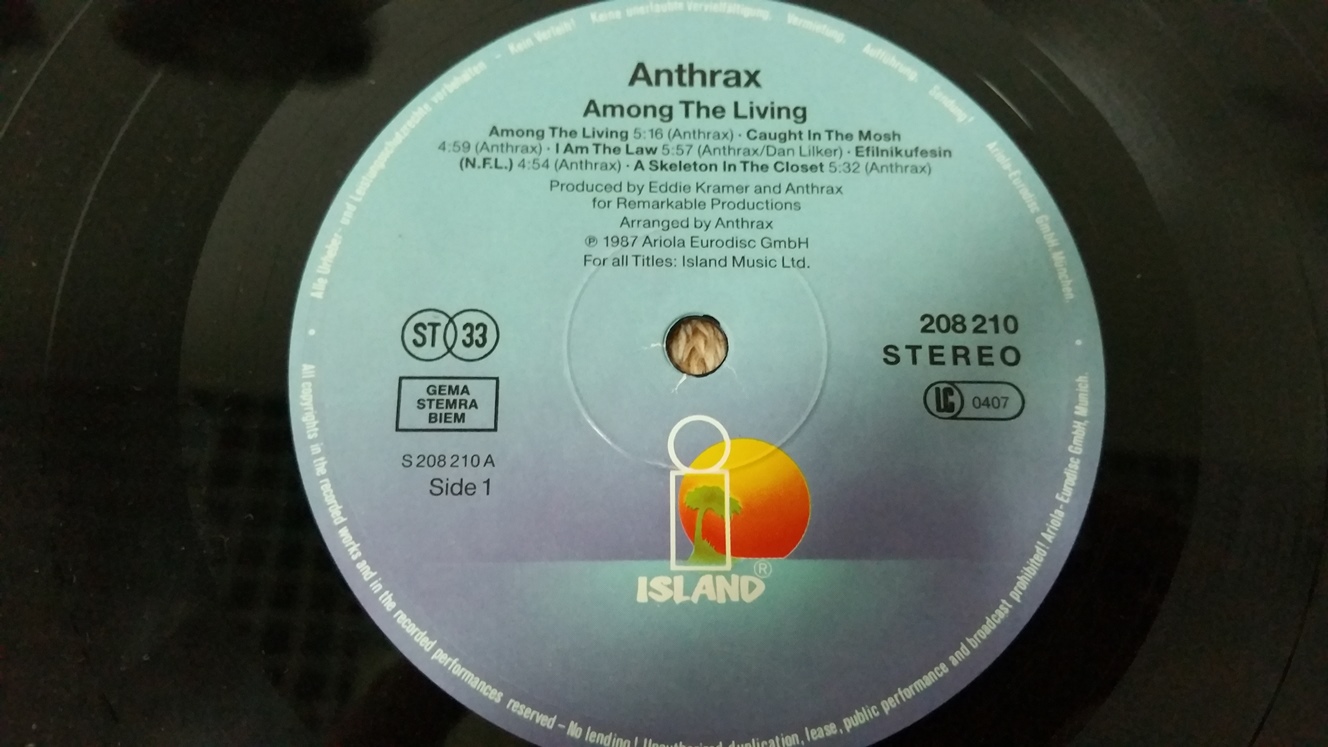 Anthrax
Among The Living
Among The Living 5:16 (Anthrax) · Caught In The Mosh
4:59 (Anthrax) · I Am The Law 5:57 (Anthrax/Dan Lilker) · Efilnikufesin
(N.F.L.) 4:54 (Anthrax) · A Skeleton In The Closet 5:32 (Anthrax)
Produced by Eddie Kramer and Anthrax
for Remarkable Productions
Arranged by Anthrax
℗ 1987 Ariola Eurodisc GmbH
For all Titles: Island Music Ltd.
ST 33
GEMA
STEMRA
BIEM
S 208 210 A
Side 1
208 210
STEREO
LC 0407
ISLAND®
Alle Urheber- und Leistungsschutzrechte vorbehalten - Kein Verleih! Keine unerlaubte Vervielfältigung, Vermietung, Aufführung, Sendung! Ariola-Eurodisc GmbH, München.
All copyrights in the recorded works and in the recorded performances reserved – No lending! Unauthorized duplication, lease, public performance and broadcast prohibited! Ariola-Eurodisc GmbH, Munich.